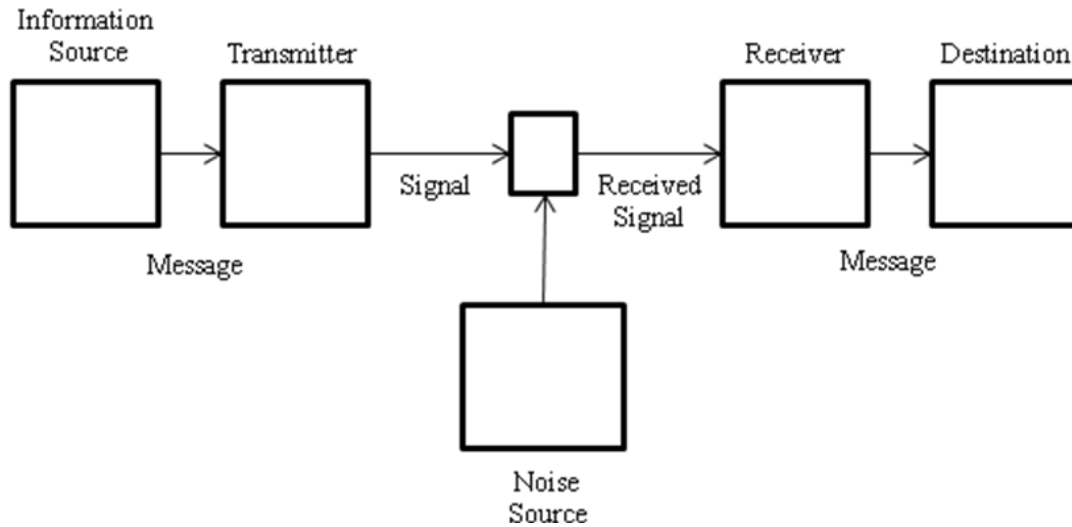 Information
Source
Transmitter
Receiver
Destination
Signal
Received
Signal
Message
Message
Noise
Source